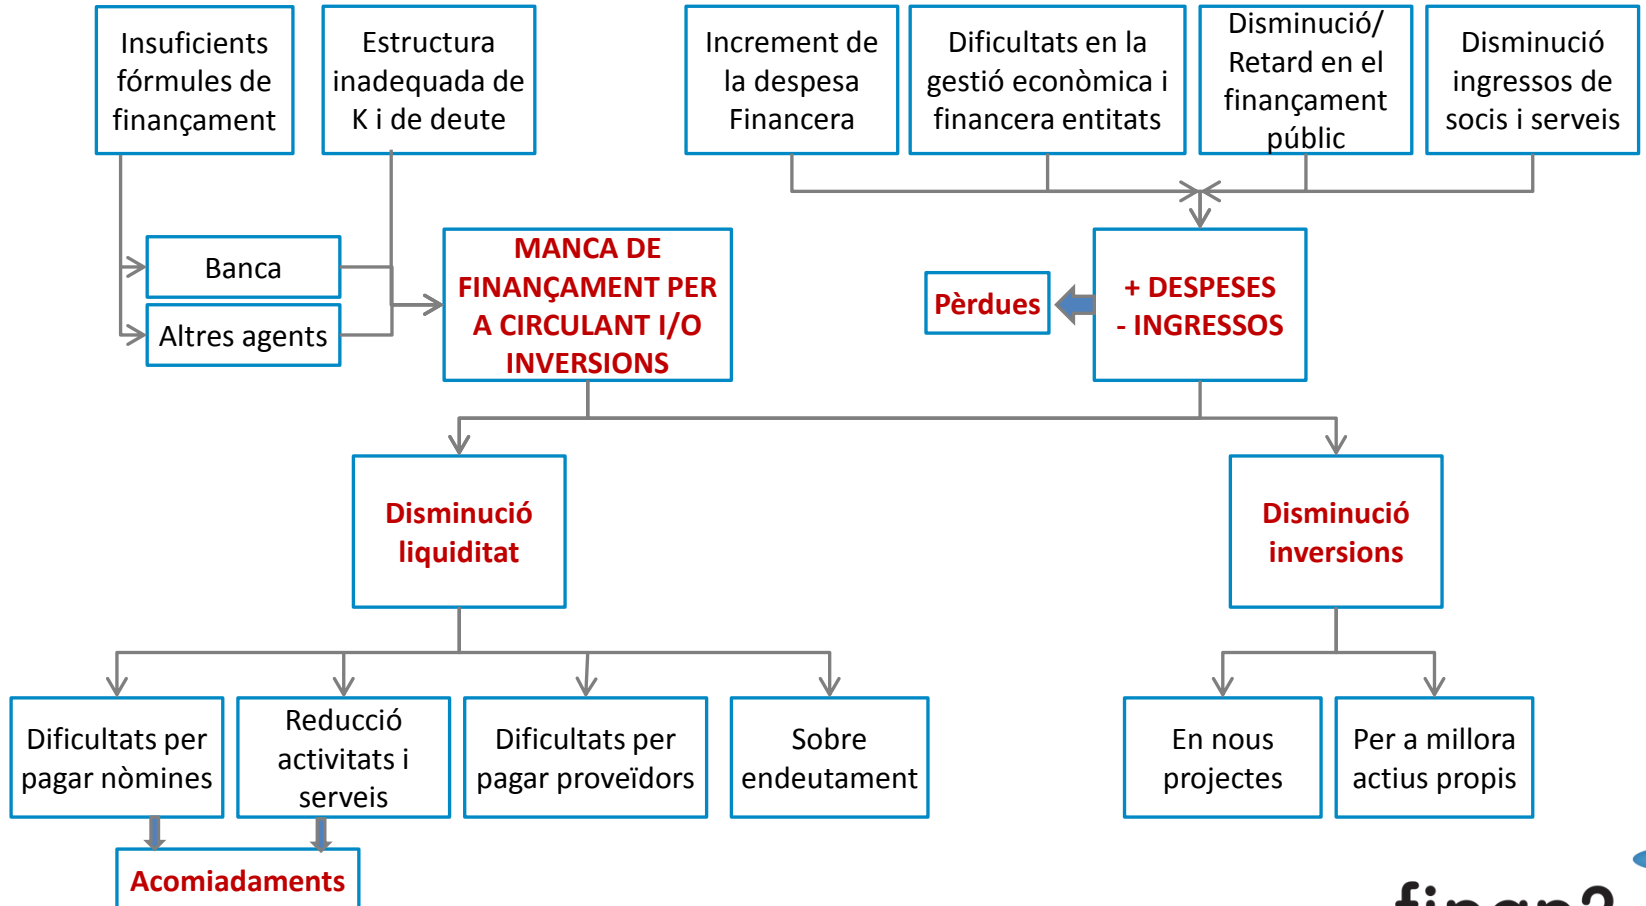 Insuficients
fórmules de
finançament
Estructura
inadequada de
K i de deute
Increment de
la despesa
Financera
Dificultats en la
gestió econòmica i
financera entitats
Disminució/
Retard en el
finançament
públic
Disminució
ingressos de
socis i serveis
Banca
Altres agents
MANCA DE
FINANÇAMENT PER
A CIRCULANT I/O
INVERSIONS
Pèrdues
+ DESPESES
- INGRESSOS
Disminució
liquiditat
Disminució
inversions
Dificultats per
pagar nòmines
Reducció
activitats i
serveis
Dificultats per
pagar proveïdors
Sobre
endeutament
En nous
projectes
Per a millora
actius propis
Acomiadaments